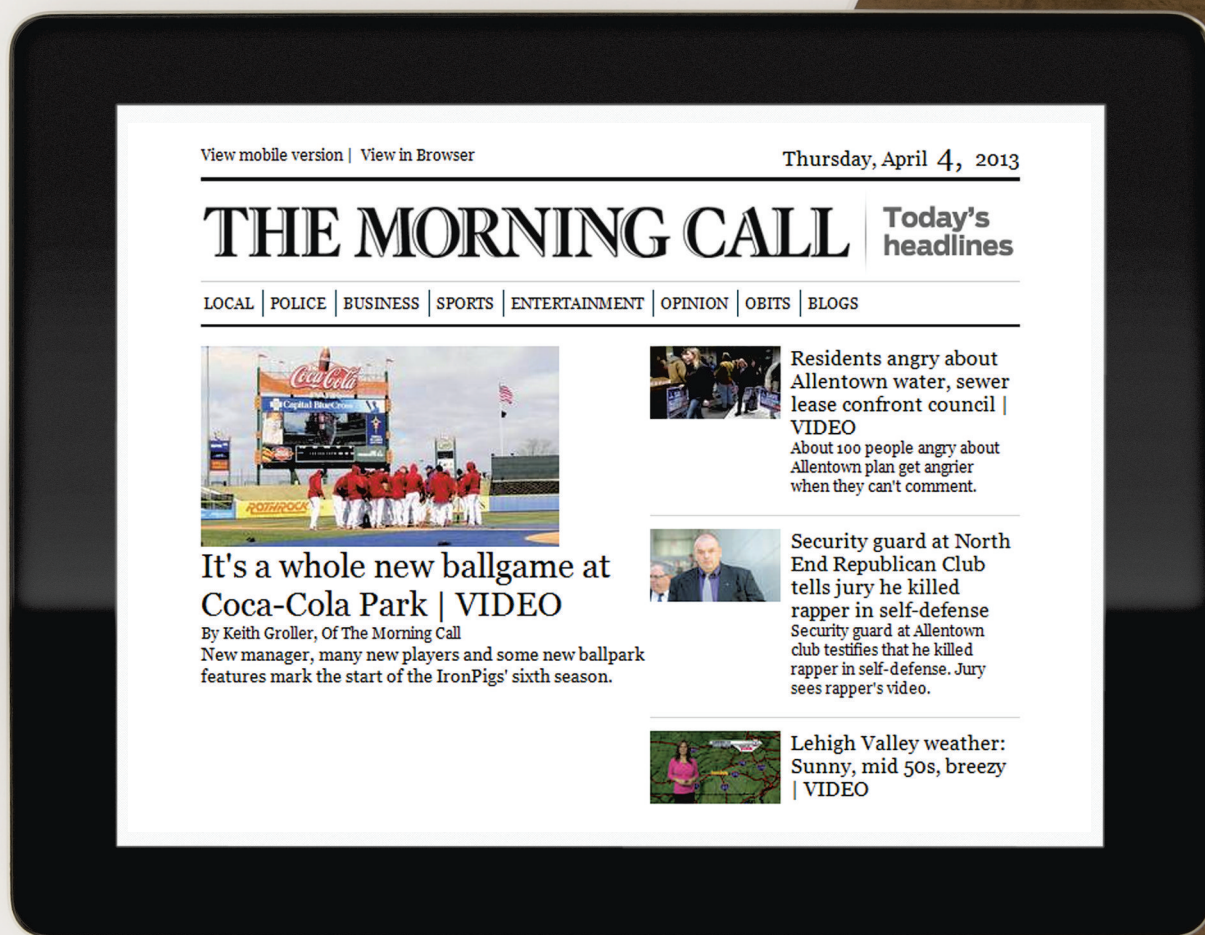 View mobile version | View in Browser
Thursday, April 4, 2013
THE MORNING CALL
Today's
headlines
LOCAL | POLICE | BUSINESS | SPORTS | ENTERTAINMENT | OPINION | OBITS | BLOGS
Coca-Cola
Capital BlueCross
ROTHROCK
It's a whole new ballgame at
Coca-Cola Park | VIDEO
By Keith Groller, Of The Morning Call
New manager, many new players and some new ballpark
features mark the start of the IronPigs' sixth season.
Residents angry about
Allentown water, sewer
lease confront council |
VIDEO
About 100 people angry about
Allentown plan get angrier
when they can't comment.
Security guard at North
End Republican Club
tells jury he killed
rapper in self-defense
Security guard at Allentown
club testifies that he killed
rapper in self-defense. Jury
sees rapper's video.
Lehigh Valley weather:
Sunny, mid 50s, breezy
| VIDEO